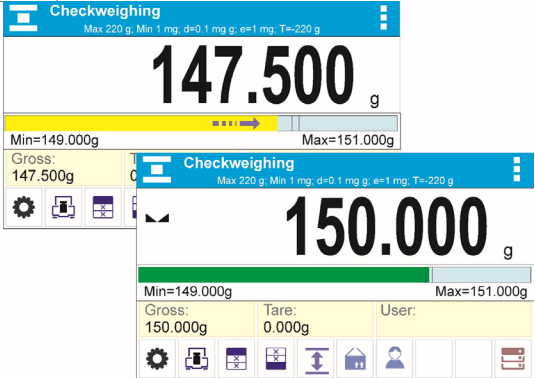 Checkweighing
Max 220 g; Min 1 mg; d=0.1 mg g; e=1 mg; T=-220 g
147.500 g
Min=149.000g Max=151.000g
Gross:
147.500g
Checkweighing
Max 220 g; Min 1 mg; d=0.1 mg g; e=1 mg; T=-220 g
150.000 g
Min=149.000g Max=151.000g
Gross: Tare: User:
150.000g 0.000g